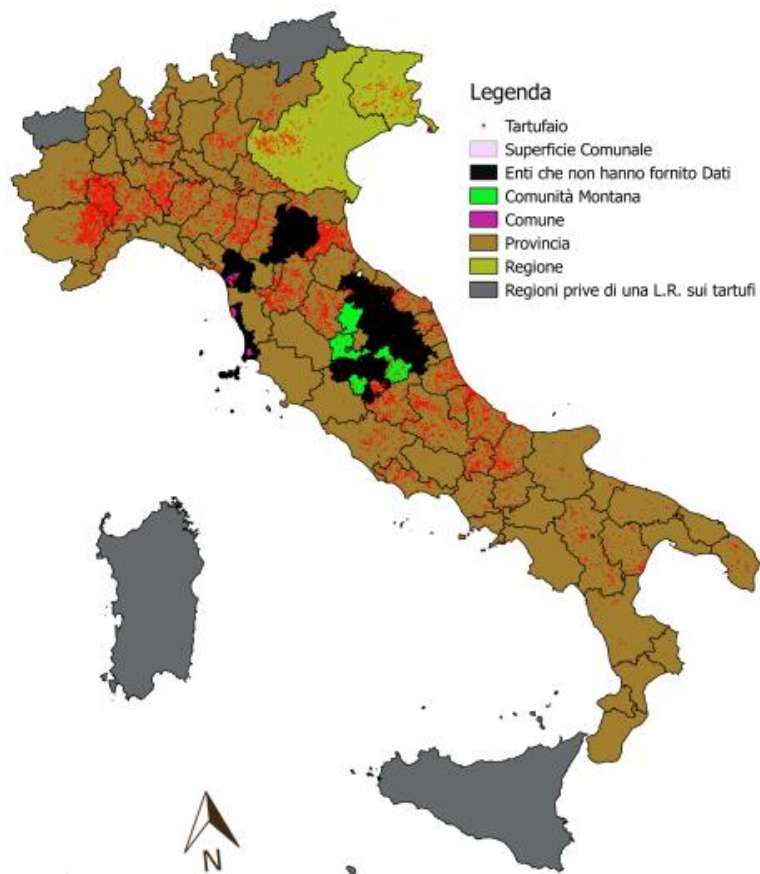 Legenda
Tartufaio
Superficie Comunale
Enti che non hanno fornito Dati
Comunità Montana
Comune
Provincia
Regione
Regioni prive di una L.R. sui tartufi
N